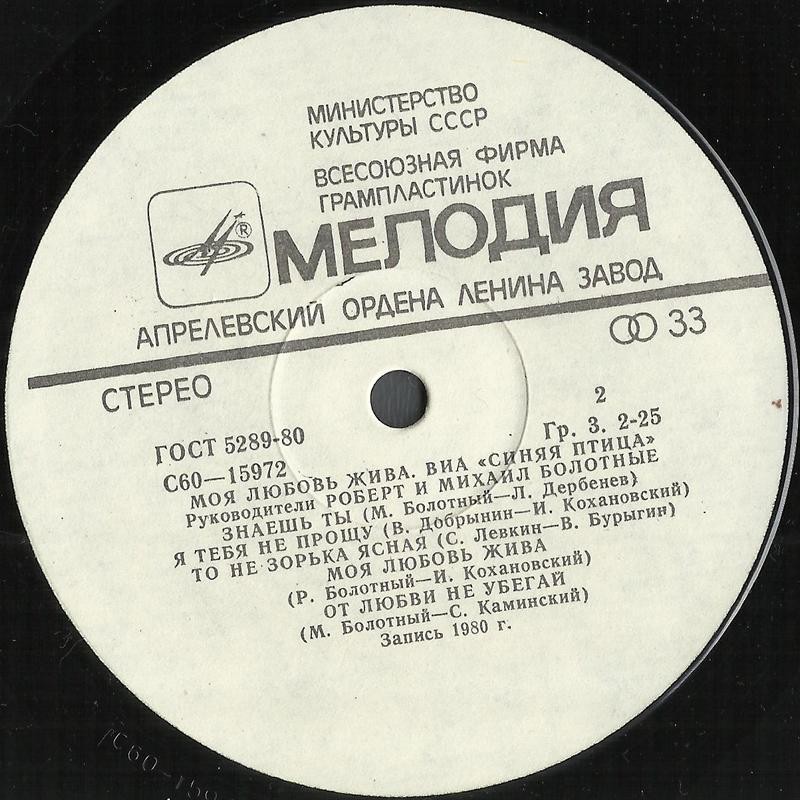 МИНИСТЕРСТВО
КУЛЬТУРЫ СССР
ВСЕСОЮЗНАЯ ФИРМА
ГРАМПЛАСТИНОК
®
МЕЛОДИЯ
АПРЕЛЕВСКИЙ ОРДЕНА ЛЕНИНА ЗАВОД
33
СТЕРЕО
2
ГОСТ 5289-80
Гр. 3. 2-25
С60—15972
МОЯ ЛЮБОВЬ ЖИВА. ВИА «СИНЯЯ ПТИЦА»
Руководители РОБЕРТ И МИХАИЛ БОЛОТНЫЕ
ЗНАЕШЬ ТЫ (М. Болотный—Л. Дербенев)
Я ТЕБЯ НЕ ПРОЩУ (В. Добрынин—И. Кохановский)
ТО НЕ ЗОРЬКА ЯСНАЯ (С. Левкин—В. Бурыгин)
МОЯ ЛЮБОВЬ ЖИВА
(Р. Болотный—И. Кохановский)
ОТ ЛЮБВИ НЕ УБЕГАЙ
(М. Болотный—С. Каминский)
Запись 1980 г.